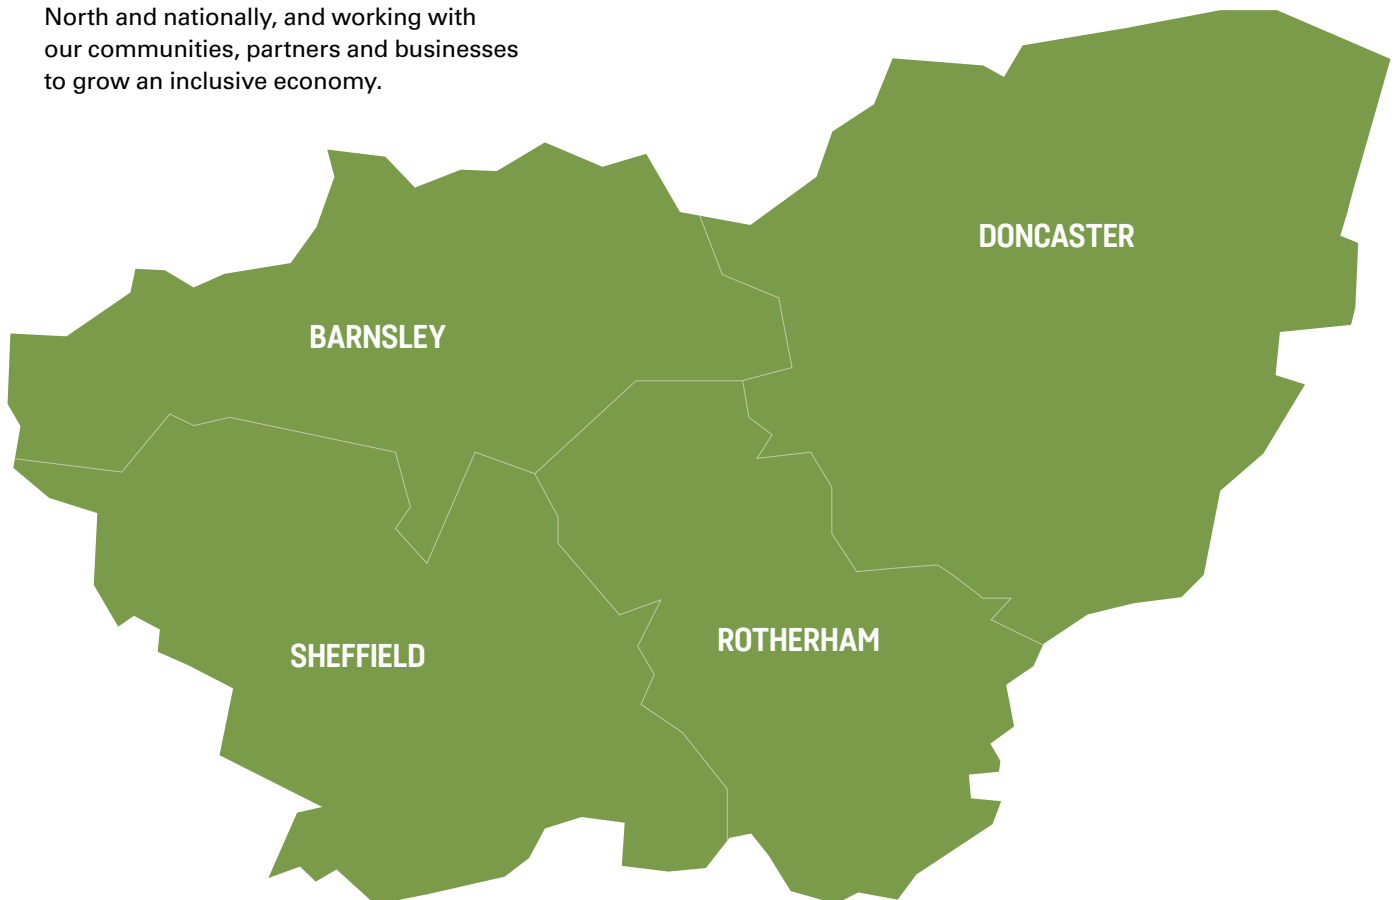 North and nationally, and working with
our communities, partners and businesses
to grow an inclusive economy.
DONCASTER
BARNSLEY
ROTHERHAM
SHEFFIELD